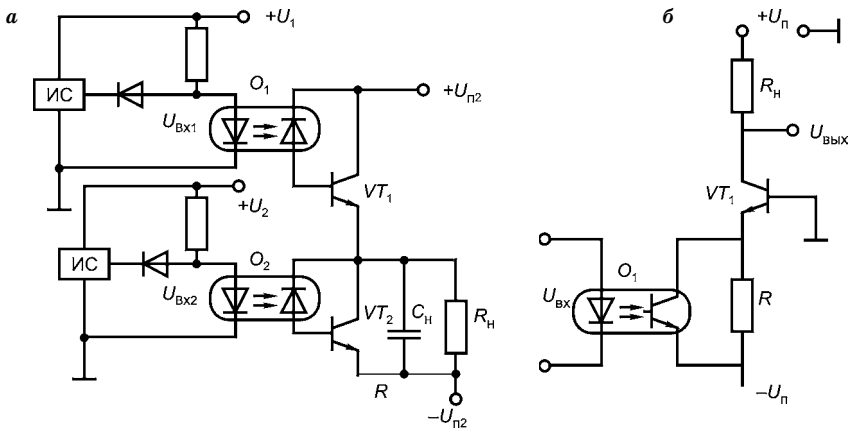 а
+U₁
ИС
O₁
Uвх1
+Uп2
VT₁
+U₂
ИС
O₂
Uвх2
VT₂
Cн
Rн
R
–Uп2
б
+Uп
Rн
Uвых
VT₁
O₁
Uвх
R
–Uп